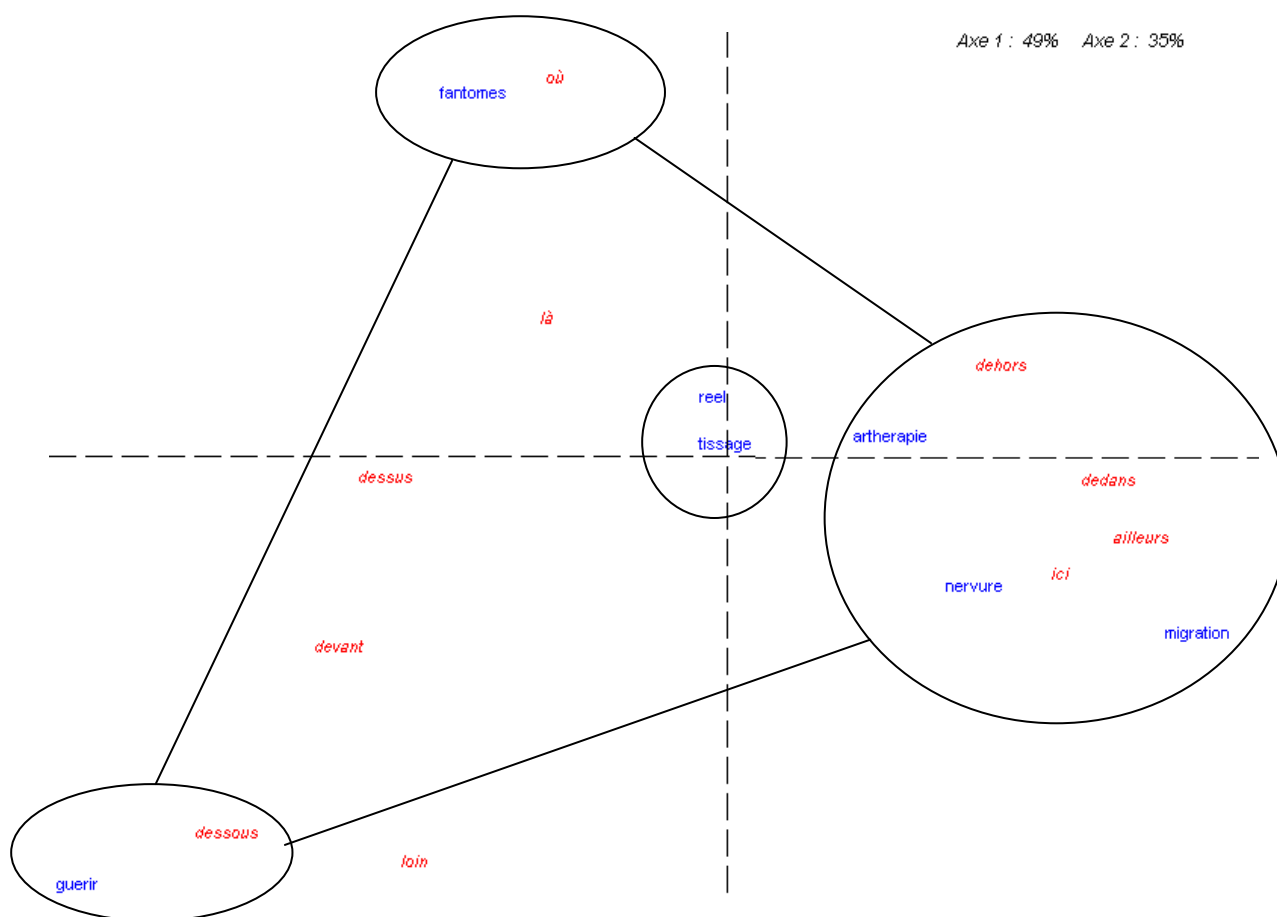 Axe 1 : 49% Axe 2 : 35%
où
fantomes
là
dehors
reel
artherapie
tissage
dessus
dedans
ailleurs
ici
nervure
migration
devant
dessous
loin
guerir